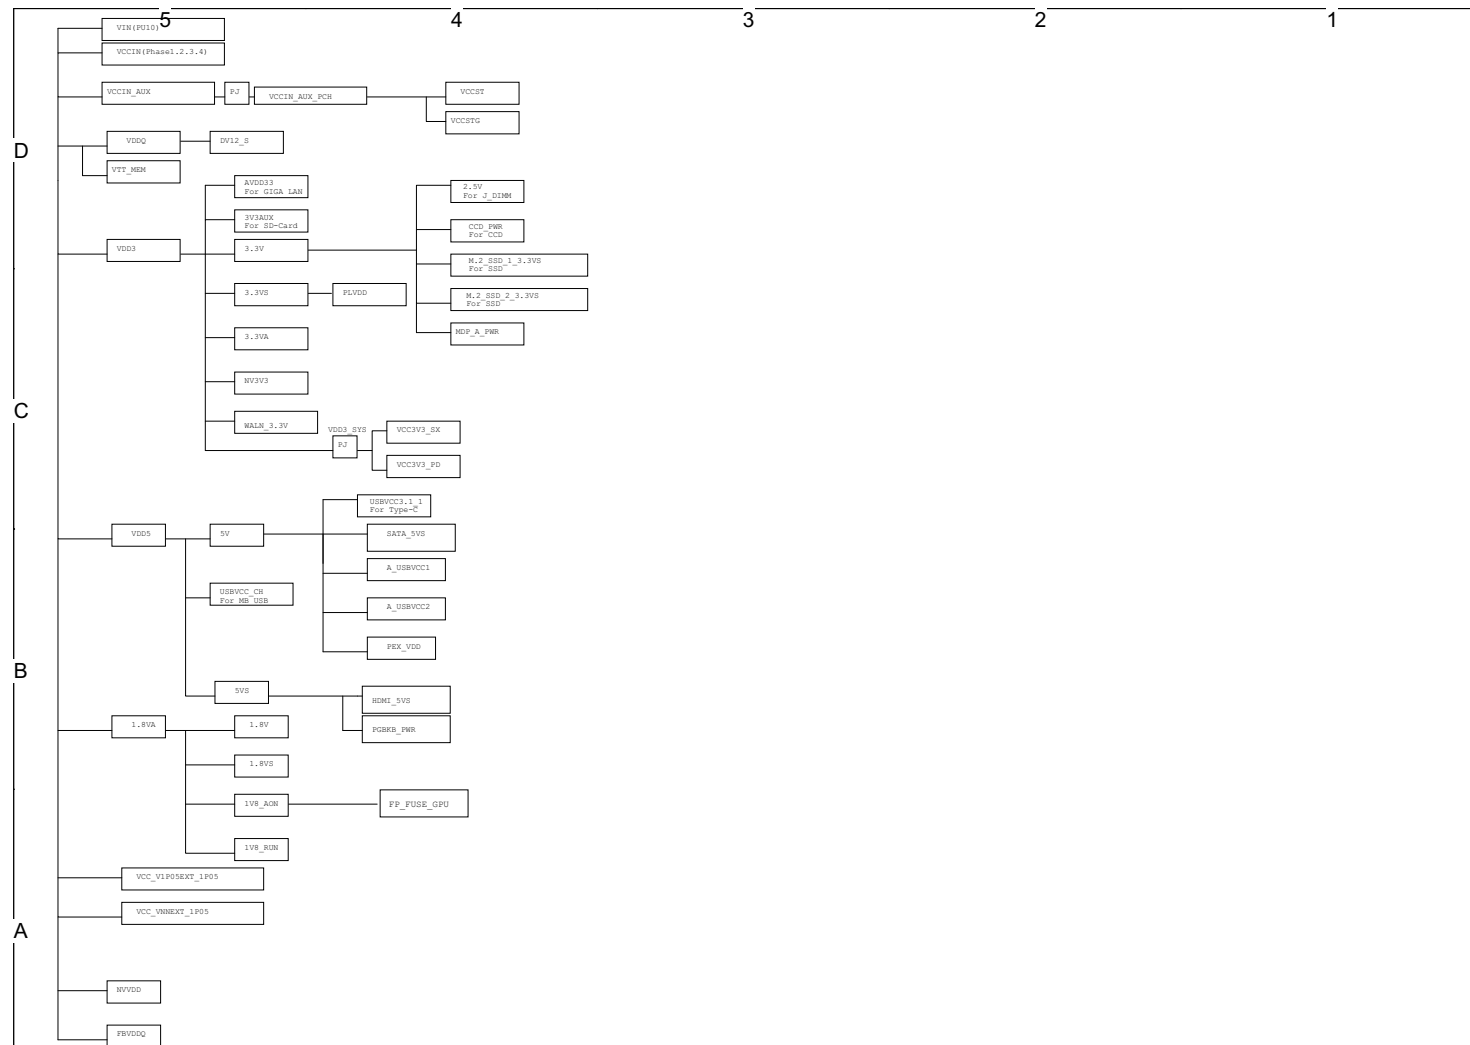 5 4 3 2 1
VIN(PU10)
VCCIN(Phase1.2.3.4)
VCCIN_AUX PJ VCCIN_AUX_PCH VCCST
VCCSTG
D
VDDQ DV12_S
VTT_MEM
AVDD33
For GIGA LAN
2.5V
For J_DIMM
3V3AUX
For SD-Card
CCD_PWR
For CCD
VDD3 3.3V
M.2_SSD_1_3.3VS
For SSD
3.3VS PLVDD
M.2_SSD_2_3.3VS
For SSD
3.3VA MDP_A_PWR
NV3V3
C
WALN_3.3V VDD3_SYS VCC3V3_SX
PJ
VCC3V3_PD
USBVCC3.1_1
For Type-C
VDD5 5V SATA_5VS
A_USBVCC1
USBVCC_CH
For MB USB
A_USBVCC2
PEX_VDD
B
5VS HDMI_5VS
1.8VA 1.8V PGBKB_PWR
1.8VS
1V8_AON FP_FUSE_GPU
1V8_RUN
VCC_V1P05EXT_1P05
VCC_VNNEXT_1P05
A
NVVDD
FBVDDQ